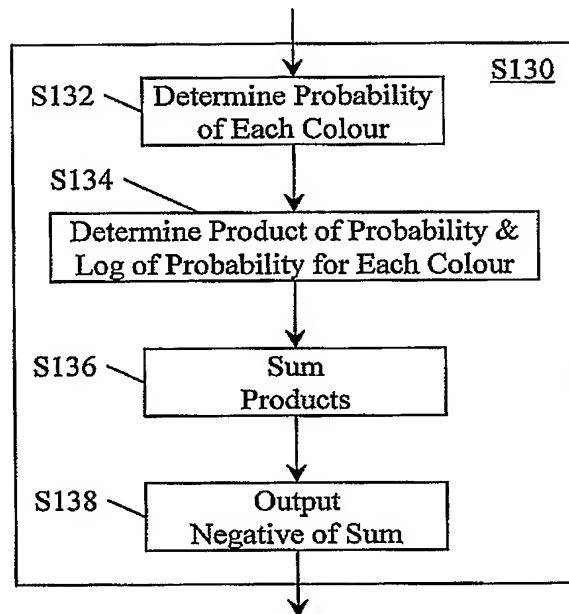 S130
S132
Determine Probability
of Each Colour
S134
Determine Product of Probability &
Log of Probability for Each Colour
S136
Sum
Products
S138
Output
Negative of Sum